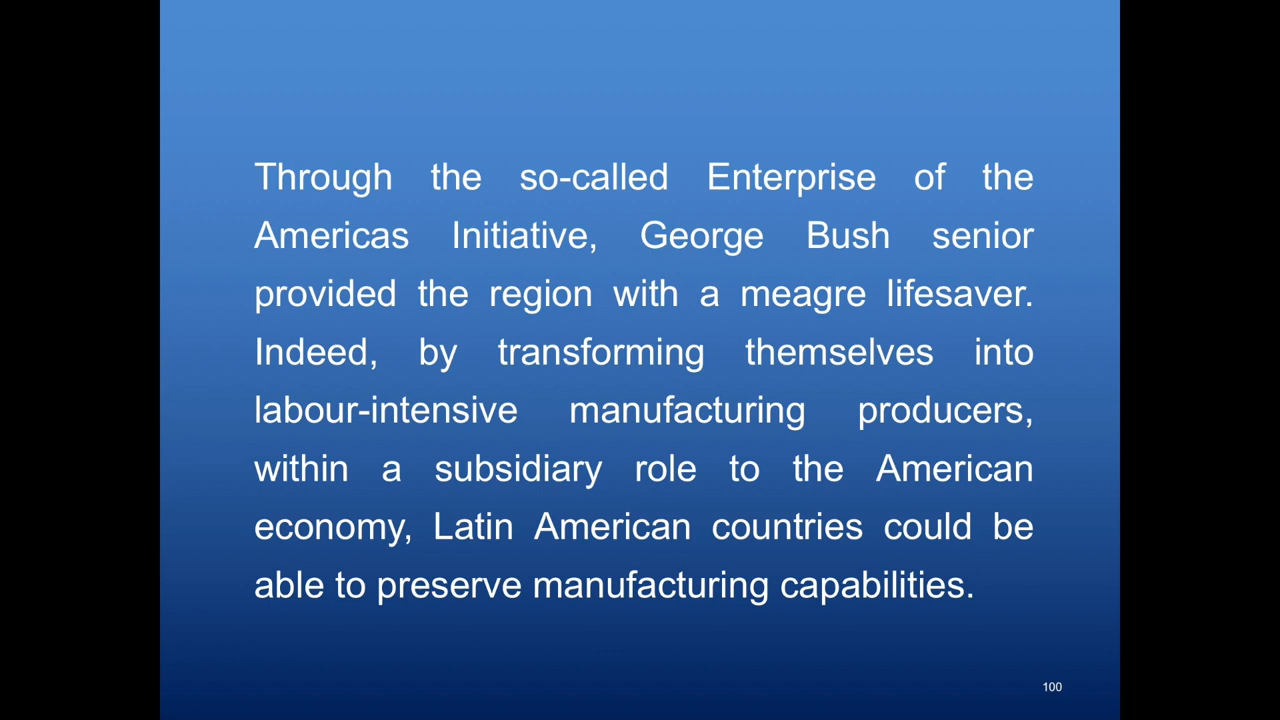 Through the so-called Enterprise of the
Americas Initiative, George Bush senior
provided the region with a meagre lifesaver.
Indeed, by transforming themselves into
labour-intensive manufacturing producers,
within a subsidiary role to the American
economy, Latin American countries could be
able to preserve manufacturing capabilities.
100